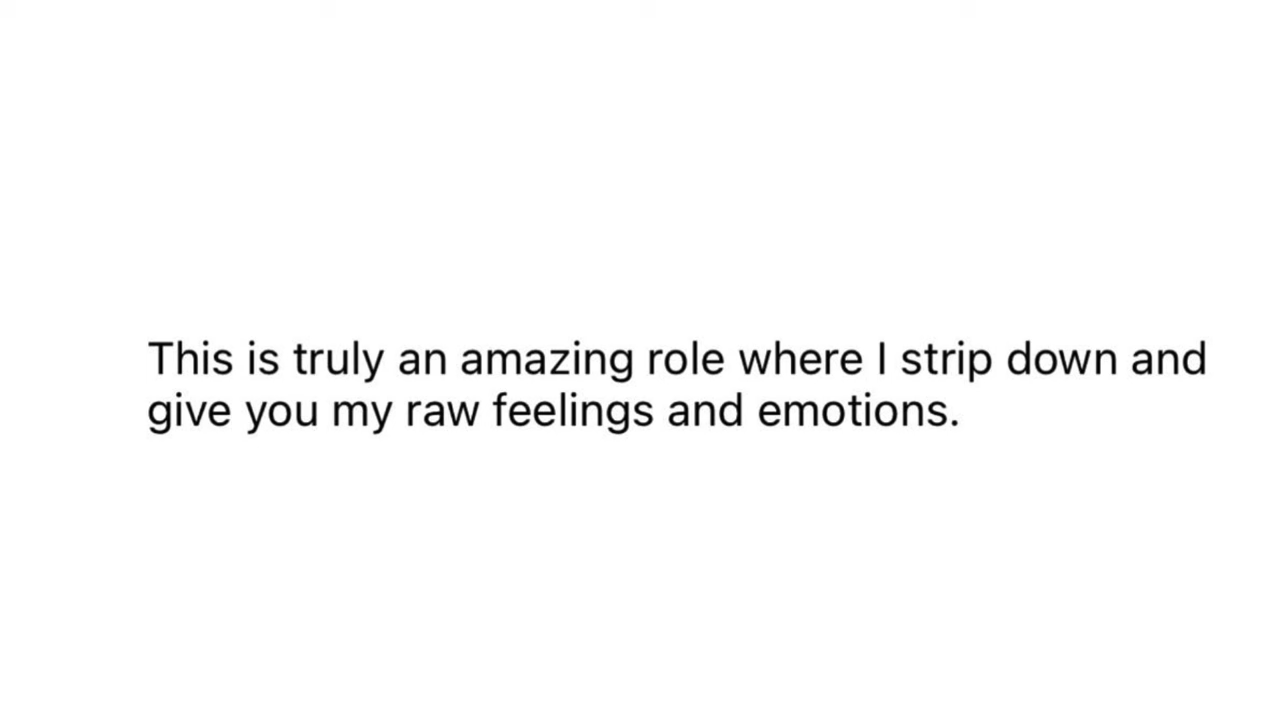 This is truly an amazing role where I strip down and
give you my raw feelings and emotions.